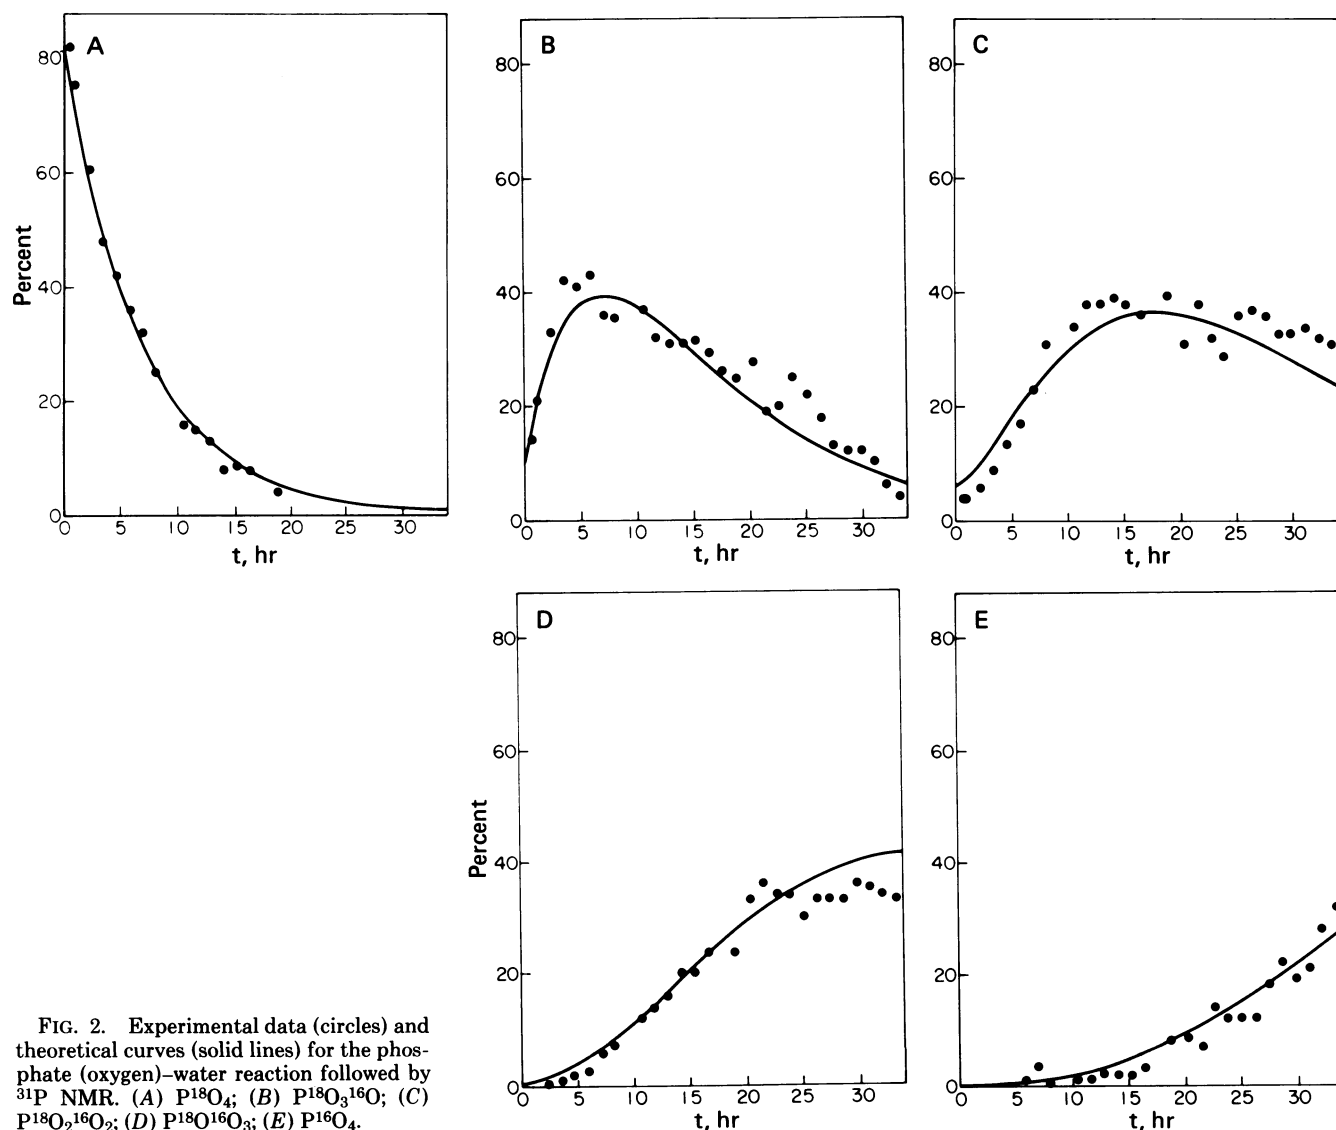 A
80
60
40
20
0
Percent
0 5 10 15 20 25 30
t, hr
B
80
60
40
20
0
0 5 10 15 20 25 30
t, hr
C
80
60
40
20
0
0 5 10 15 20 25 30
t, hr
D
80
60
40
20
0
Percent
0 5 10 15 20 25 30
t, hr
E
80
60
40
20
0
0 5 10 15 20 25 30
t, hr
FIG. 2. Experimental data (circles) and
theoretical curves (solid lines) for the phos-
phate (oxygen)–water reaction followed by
³¹P NMR. (A) P¹⁸O₄; (B) P¹⁸O₃¹⁶O; (C)
P¹⁸O₂¹⁶O₂; (D) P¹⁸O¹⁶O₃; (E) P¹⁶O₄.